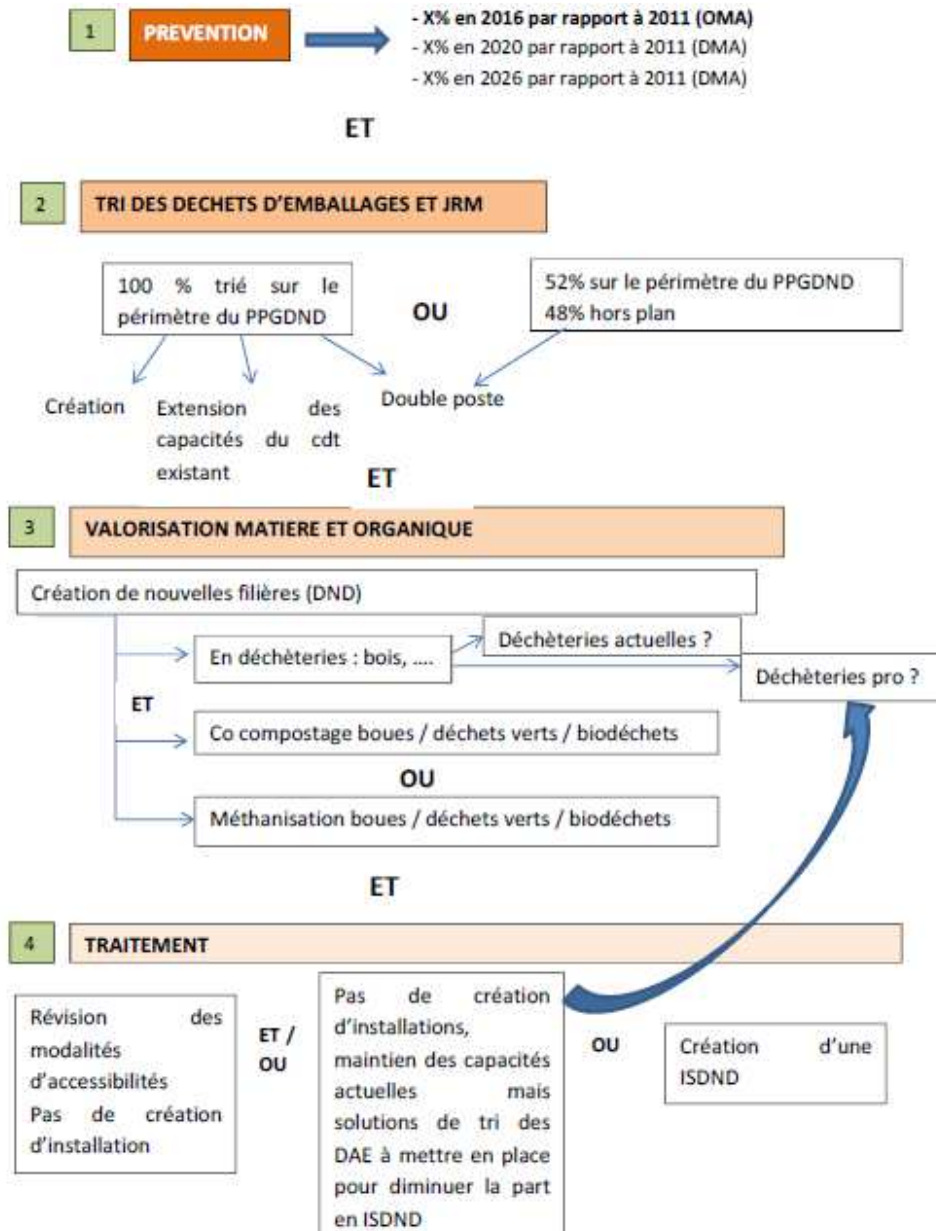 1
PREVENTION
- X% en 2016 par rapport à 2011 (OMA)
- X% en 2020 par rapport à 2011 (DMA)
- X% en 2026 par rapport à 2011 (DMA)
ET
2
TRI DES DECHETS D'EMBALLAGES ET JRM
100 % trié sur le
périmètre du PPGDND
OU
52% sur le périmètre du PPGDND
48% hors plan
Création
Extension des
capacités du cdt
existant
Double poste
ET
3
VALORISATION MATIERE ET ORGANIQUE
Création de nouvelles filières (DND)
En déchèteries : bois, ....
Déchèteries actuelles ?
Déchèteries pro ?
ET
Co compostage boues / déchets verts / biodéchets
OU
Méthanisation boues / déchets verts / biodéchets
ET
4
TRAITEMENT
Révision des
modalités
d'accessibilités
Pas de création
d'installation
ET /
OU
Pas de création
d'installations,
maintien des capacités
actuelles mais
solutions de tri des
DAE à mettre en place
pour diminuer la part
en ISDND
OU
Création d'une
ISDND